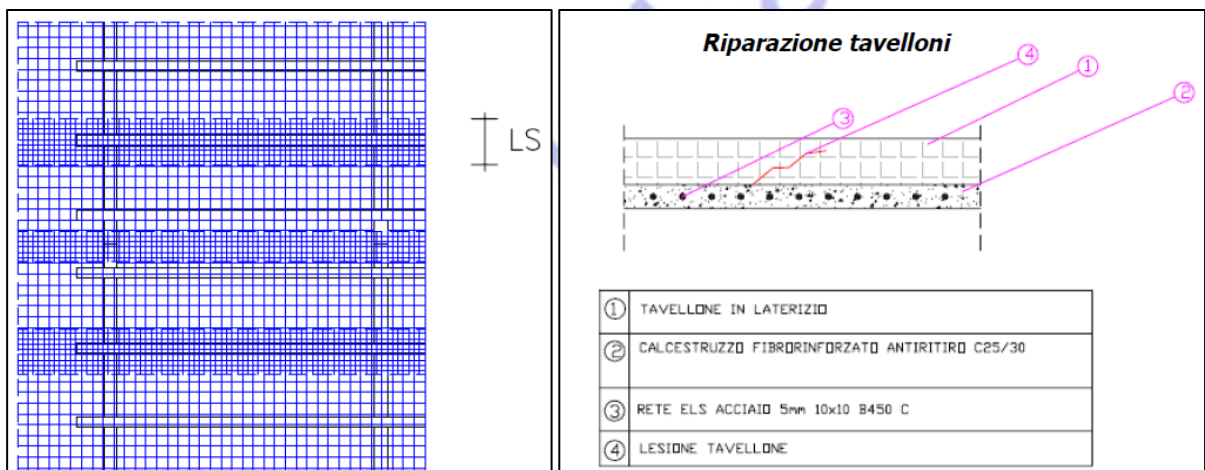 LS
Riparazione tavelloni
4
1
2
3
1 TAVELLONE IN LATERIZIO
2 CALCESTRUZZO FIBRORINFORZATO ANTIRITIRO C25/30
3 RETE ELS ACCIAIO 5mm 10x10 B450 C
4 LESIONE TAVELLONE